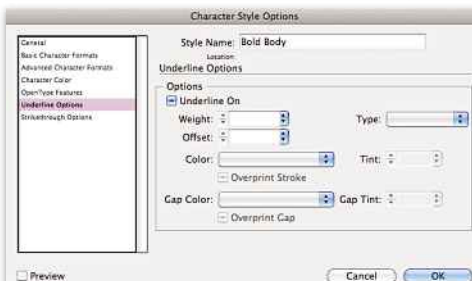 Character Style Options
General
Basic Character Formats
Advanced Character Formats
Character Color
OpenType Features
Underline Options
Strikethrough Options
Style Name: Bold Body
Location:
Underline Options
Options
Underline On
Weight:
Type:
Offset:
Color:
Tint:
Overprint Stroke
Gap Color:
Gap Tint:
Overprint Gap
Preview
Cancel
OK